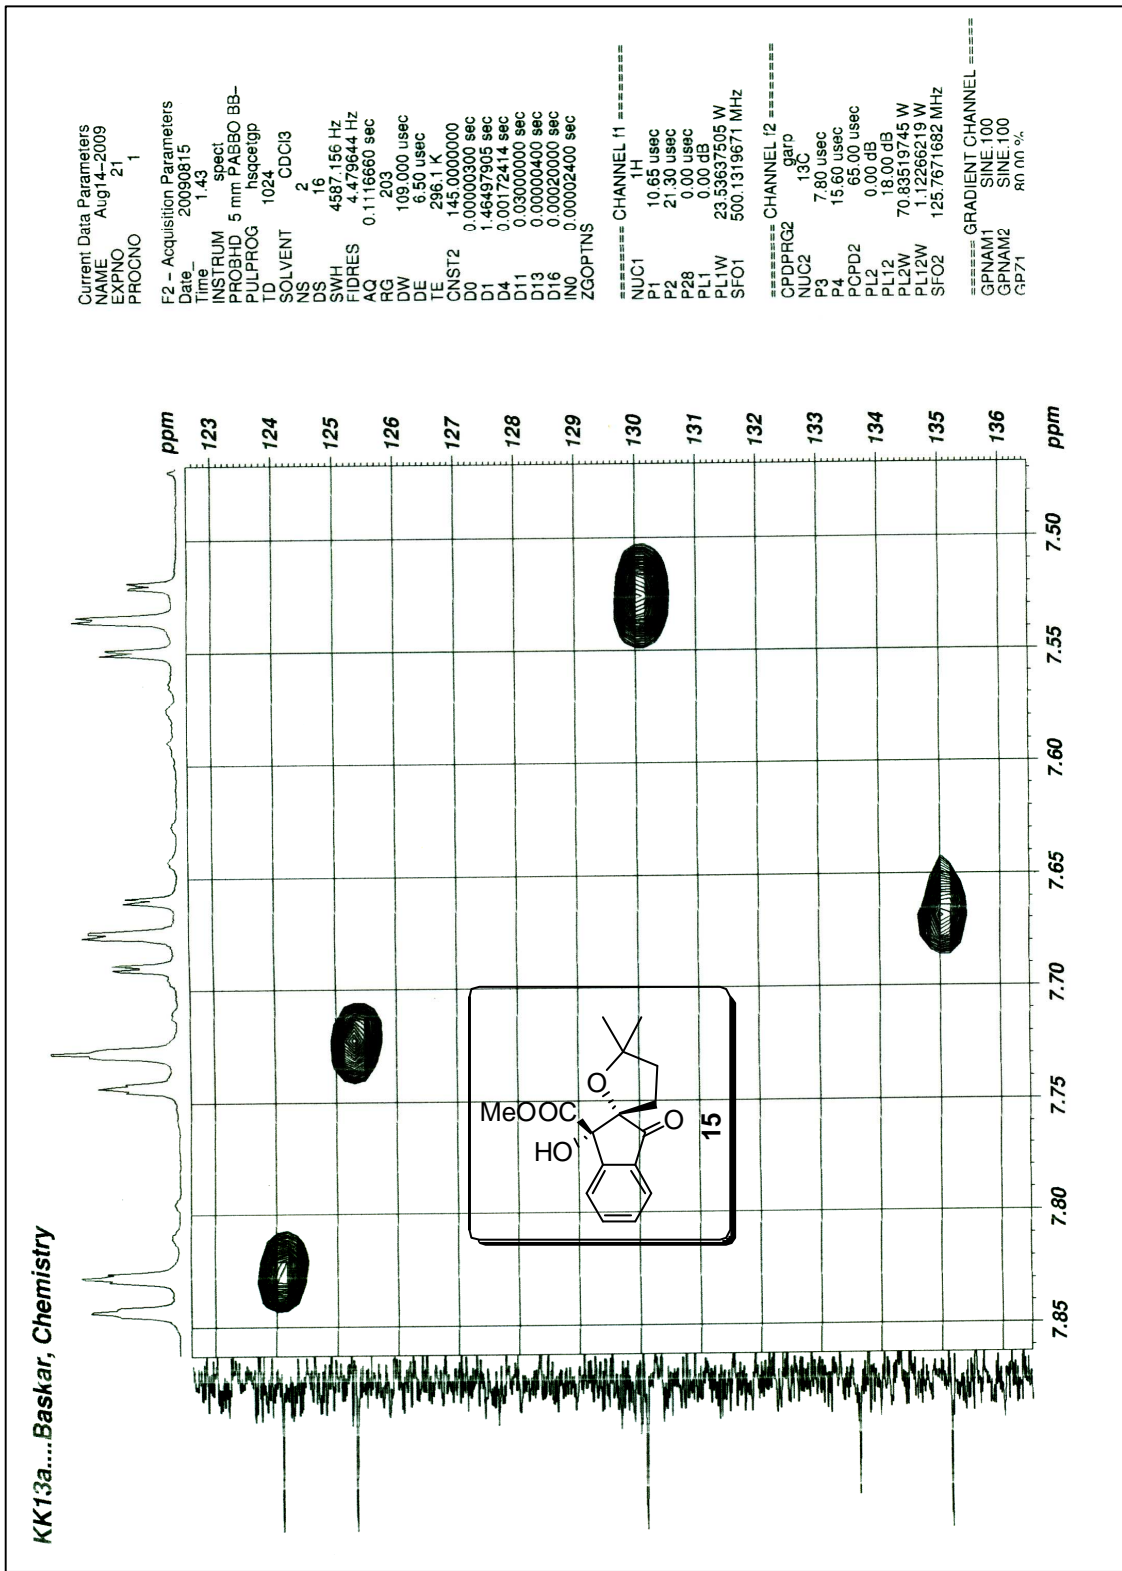 KK13a....Baskar, Chemistry
Current Data Parameters
NAME Aug14-2009
EXPNO 21
PROCNO 1
F2 - Acquisition Parameters
Date_ 20090815
Time 1.43
INSTRUM spect
PROBHD 5 mm PABBO BB-
PULPROG hsqcetgp
TD 1024
SOLVENT CDCl3
NS 2
DS 16
SWH 4587.156 Hz
FIDRES 4.479644 Hz
AQ 0.1116660 sec
RG 203
DW 109.000 usec
DE 6.50 usec
TE 296.1 K
CNST2 145.0000000
D0 0.00000300 sec
D1 1.46497905 sec
D4 0.00172414 sec
D11 0.03000000 sec
D13 0.00000400 sec
D16 0.00020000 sec
IN0 0.00002400 sec
ZGOPTNS
======== CHANNEL f1 ========
NUC1 1H
P1 10.65 usec
P2 21.30 usec
P28 0.00 usec
PL1 0.00 dB
PL1W 23.53637505 W
SFO1 500.1319671 MHz
======== CHANNEL f2 ========
CPDPRG2 garp
NUC2 13C
P3 7.80 usec
P4 15.60 usec
PCPD2 65.00 usec
PL2 0.00 dB
PL12 18.00 dB
PL2W 70.83519745 W
PL12W 1.12266219 W
SFO2 125.7671682 MHz
====== GRADIENT CHANNEL =====
GPNAM1 SINE.100
GPNAM2 SINE.100
GPZ1 80.00 %
ppm
123
124
125
126
127
128
129
130
131
132
133
134
135
136
ppm
7.85 7.80 7.75 7.70 7.65 7.60 7.55 7.50
MeOOC
HO
O
O
15